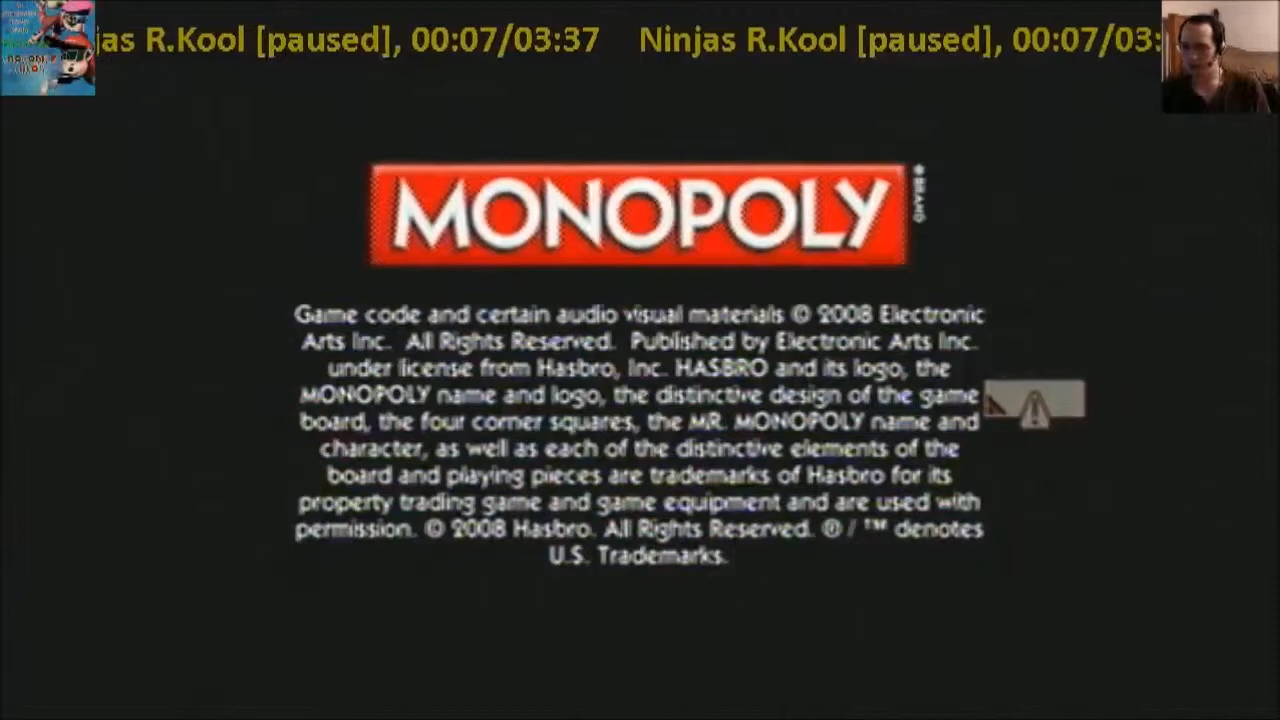 jas R.Kool [paused], 00:07/03:37    Ninjas R.Kool [paused], 00:07/03:
MONOPOLY
® BRAND
Game code and certain audio visual materials © 2008 Electronic
Arts Inc. All Rights Reserved. Published by Electronic Arts Inc.
under license from Hasbro, Inc. HASBRO and its logo, the
MONOPOLY name and logo, the distinctive design of the game
board, the four corner squares, the MR. MONOPOLY name and
character, as well as each of the distinctive elements of the
board and playing pieces are trademarks of Hasbro for its
property trading game and game equipment and are used with
permission. © 2008 Hasbro. All Rights Reserved. ® / ™ denotes
U.S. Trademarks.